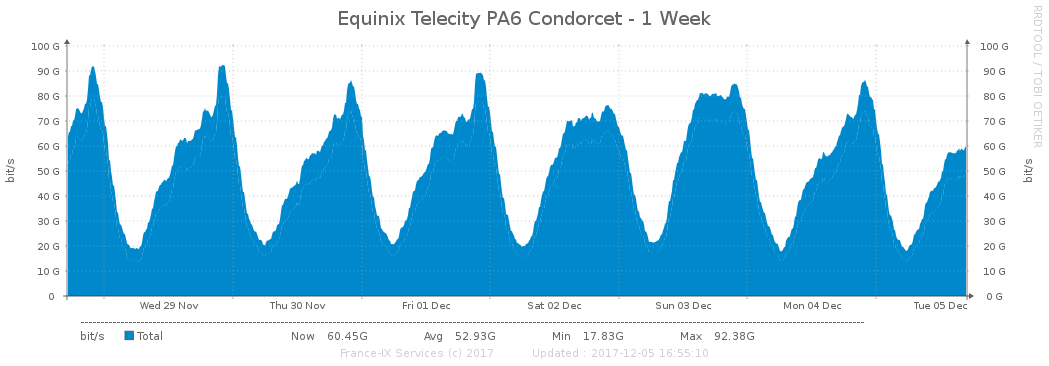 Equinix Telecity PA6 Condorcet - 1 Week
RRDTOOL / TOBI OETIKER
100 G 100 G
90 G 90 G
80 G 80 G
70 G 70 G
60 G 60 G
50 G 50 G
40 G 40 G
30 G 30 G
20 G 20 G
10 G 10 G
0 0 G
bit/s bit/s
Wed 29 Nov Thu 30 Nov Fri 01 Dec Sat 02 Dec Sun 03 Dec Mon 04 Dec Tue 05 Dec
bit/s Total Now 60.45G Avg 52.93G Min 17.83G Max 92.38G
France-IX Services (c) 2017 Updated : 2017-12-05 16:55:10